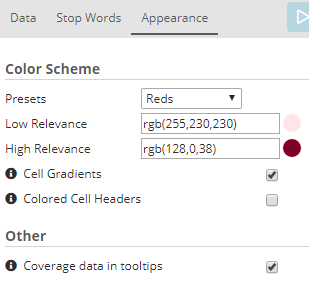 Data Stop Words Appearance
Color Scheme
Presets Reds
Low Relevance rgb(255,230,230)
High Relevance rgb(128,0,38)
Cell Gradients
Colored Cell Headers
Other
Coverage data in tooltips